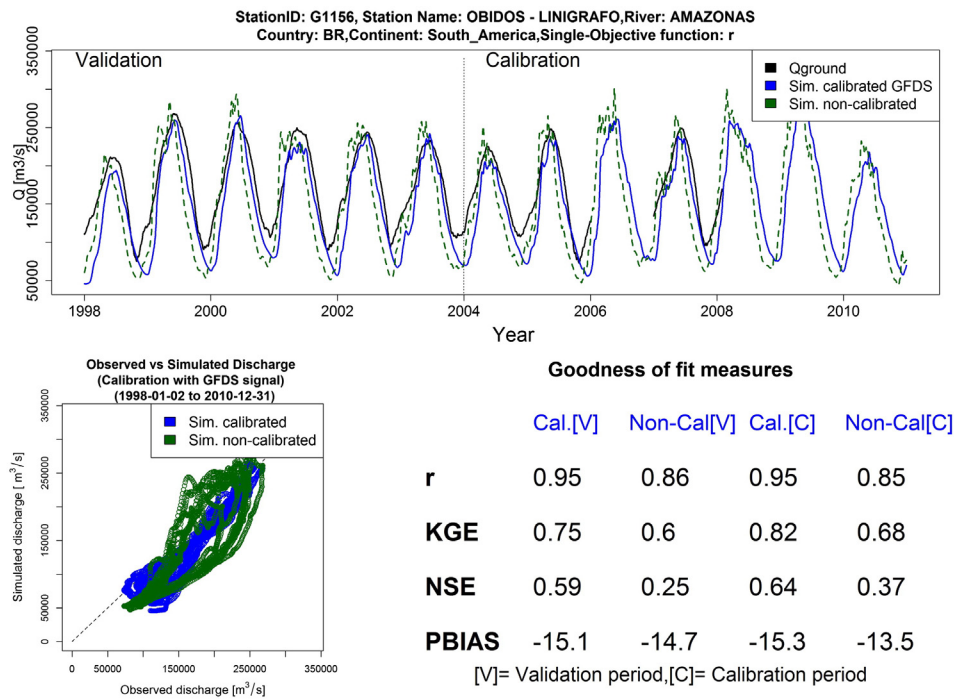 StationID: G1156, Station Name: OBIDOS - LINIGRAFO,River: AMAZONAS
Country: BR,Continent: South_America,Single-Objective function: r
Validation
Calibration
Qground
Sim. calibrated GFDS
Sim. non-calibrated
Q [m3/s]
350000
250000
150000
50000
1998
2000
2002
2004
2006
2008
2010
Year
Observed vs Simulated Discharge
(Calibration with GFDS signal)
(1998-01-02 to 2010-12-31)
Sim. calibrated
Sim. non-calibrated
Simulated discharge [ m³/s]
350000
250000
150000
50000
0
0
50000
150000
250000
350000
Observed discharge [m³/s]
Goodness of fit measures
Cal.[V] Non-Cal[V] Cal.[C] Non-Cal[C]
r 0.95 0.86 0.95 0.85
KGE 0.75 0.6 0.82 0.68
NSE 0.59 0.25 0.64 0.37
PBIAS -15.1 -14.7 -15.3 -13.5
[V]= Validation period,[C]= Calibration period